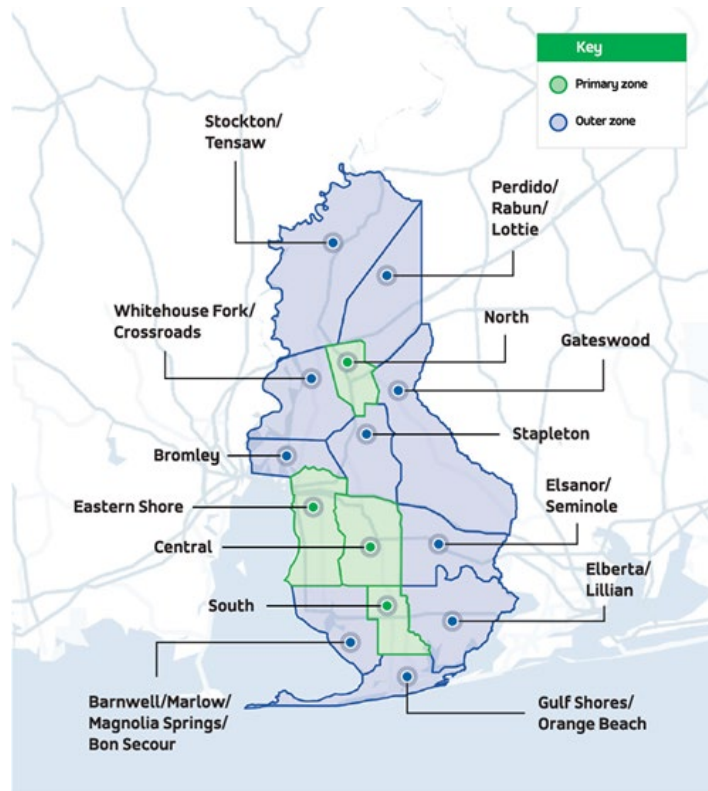 Key
Primary zone
Outer zone
Stockton/
Tensaw
Perdido/
Rabun/
Lottie
Whitehouse Fork/
Crossroads
North
Gateswood
Stapleton
Bromley
Elsanor/
Seminole
Eastern Shore
Central
Elberta/
Lillian
South
Barnwell/Marlow/
Magnolia Springs/
Bon Secour
Gulf Shores/
Orange Beach